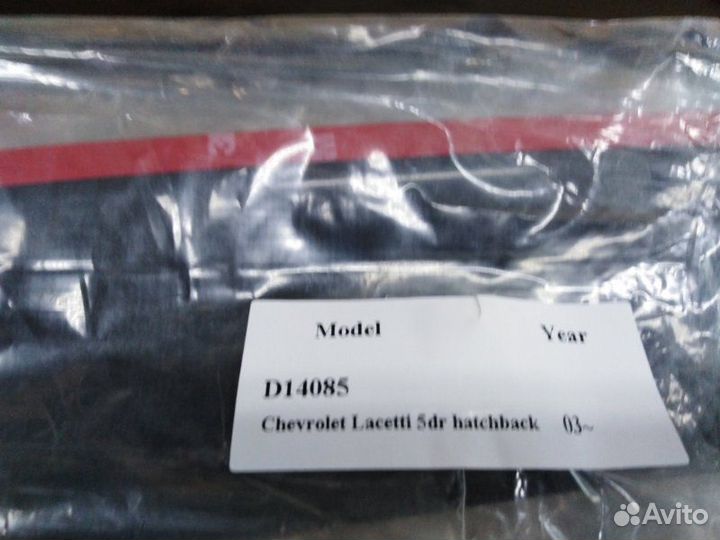 Model Year
D14085
Chevrolet Lacetti 5dr hatchback 03~
Avito